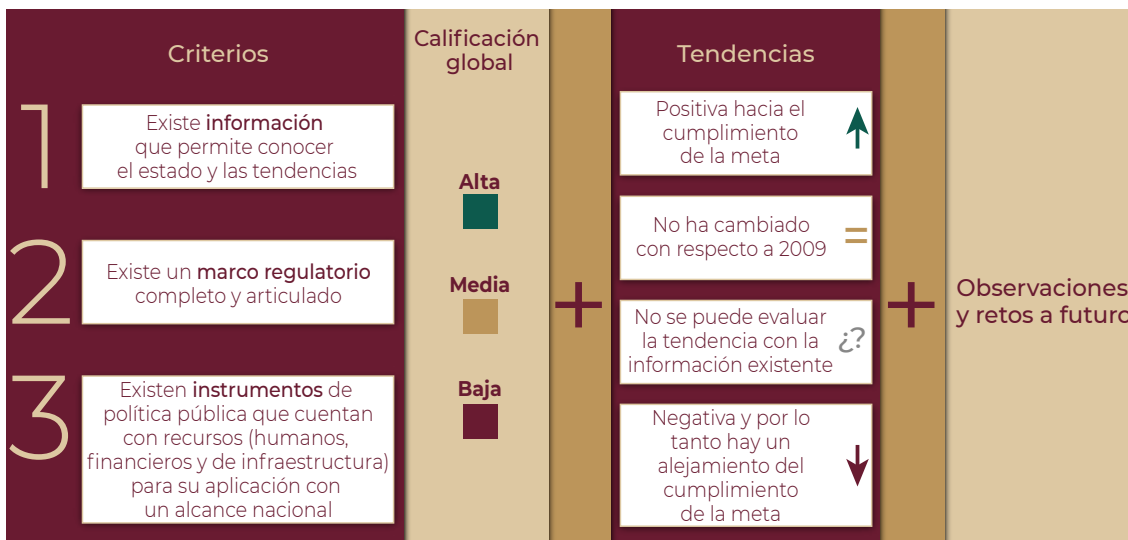 Criterios
1
Existe información
que permite conocer
el estado y las tendencias
2
Existe un marco regulatorio
completo y articulado
3
Existen instrumentos de
política pública que cuentan
con recursos (humanos,
financieros y de infraestructura)
para su aplicación con
un alcance nacional
Calificación
global
Alta
Media
Baja
+
Tendencias
Positiva hacia el
cumplimiento
de la meta
No ha cambiado
con respecto a 2009
=
No se puede evaluar
la tendencia con la
información existente
¿?
Negativa y por lo
tanto hay un
alejamiento del
cumplimiento
de la meta
+
Observaciones
y retos a futuro